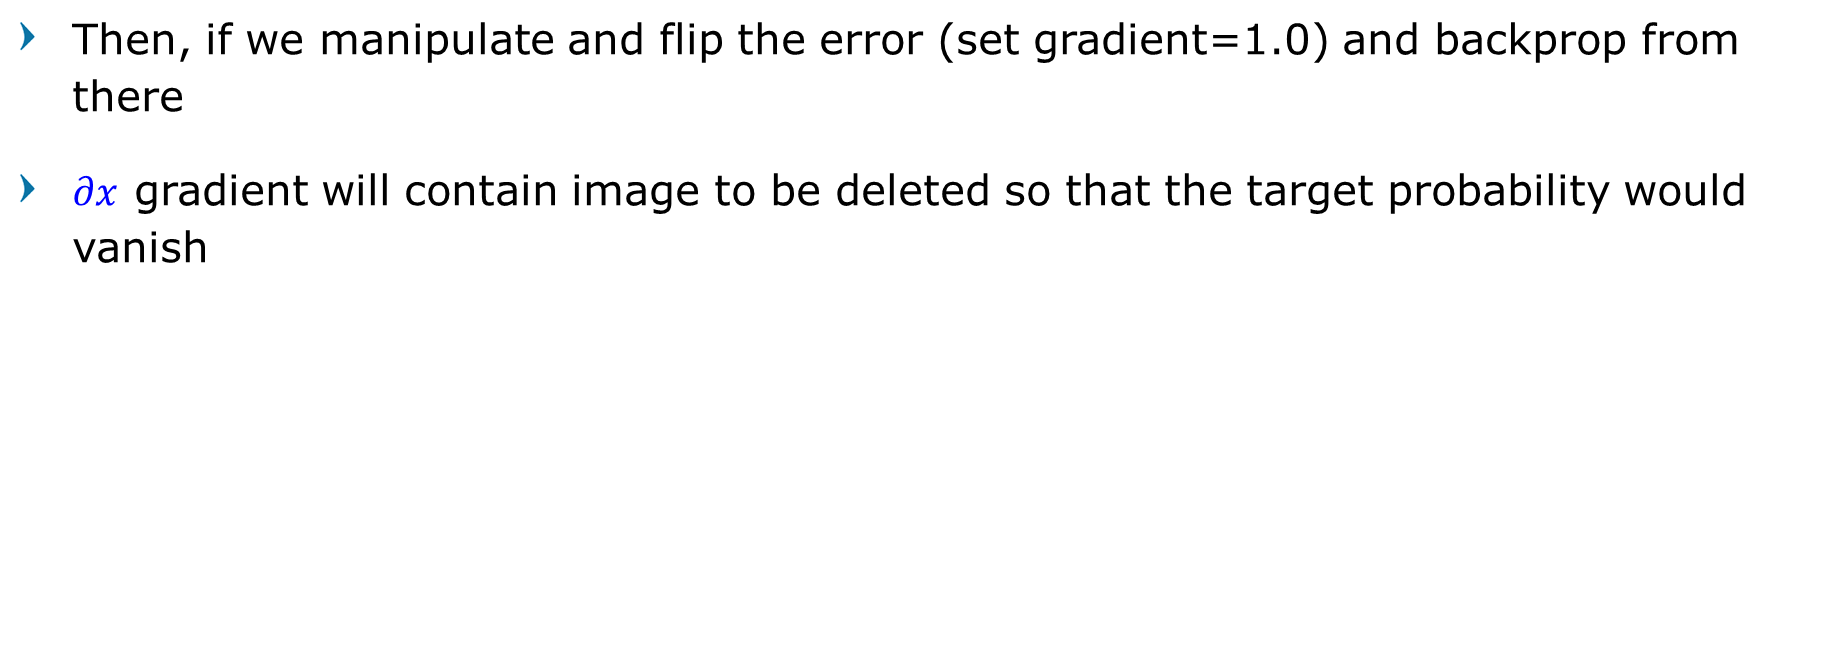 Then, if we manipulate and flip the error (set gradient=1.0) and backprop from
there
∂x gradient will contain image to be deleted so that the target probability would
vanish